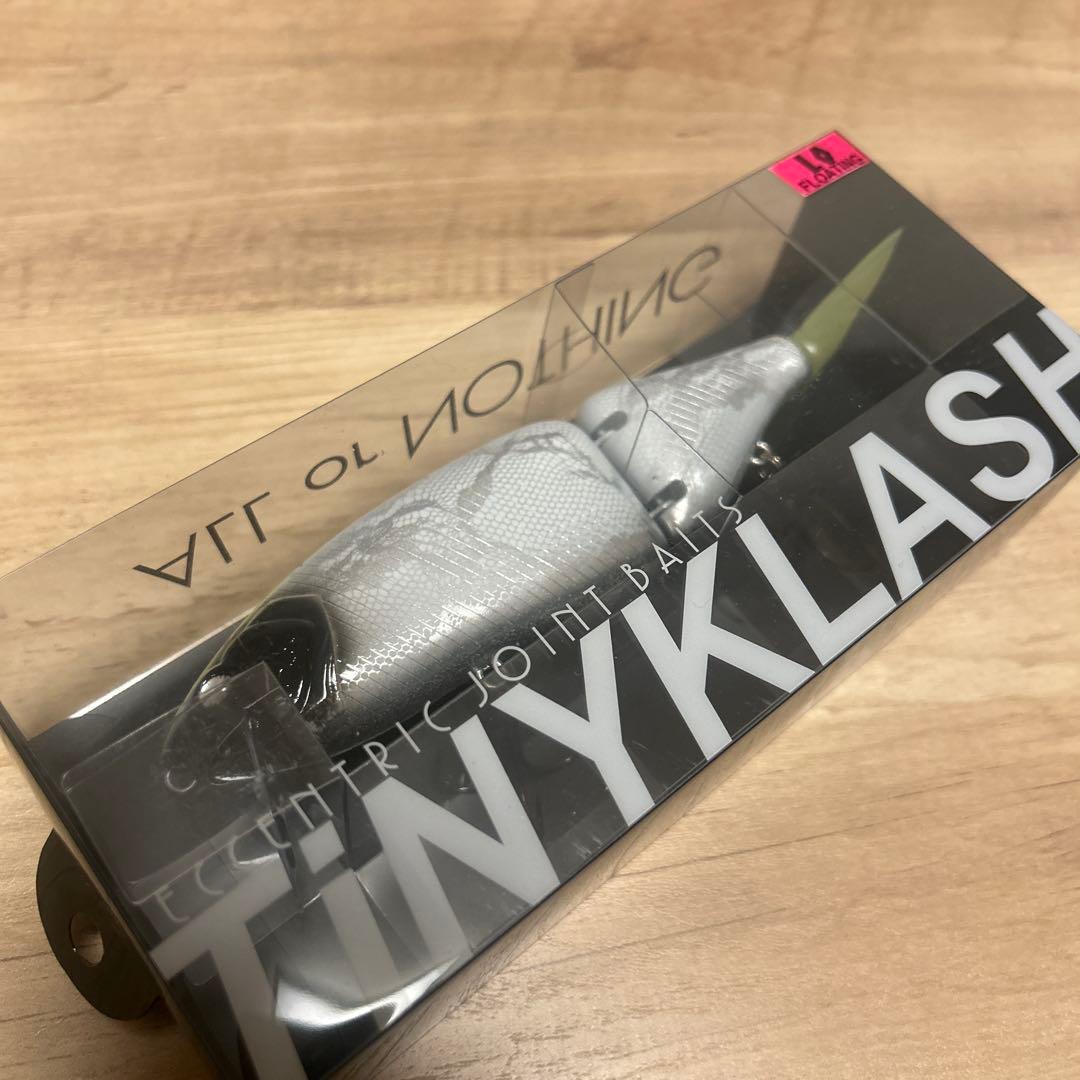 LO
FLOATING
ALL or NOTHING
ECCENTRIC JOINT BAITS
TiNYKLASH